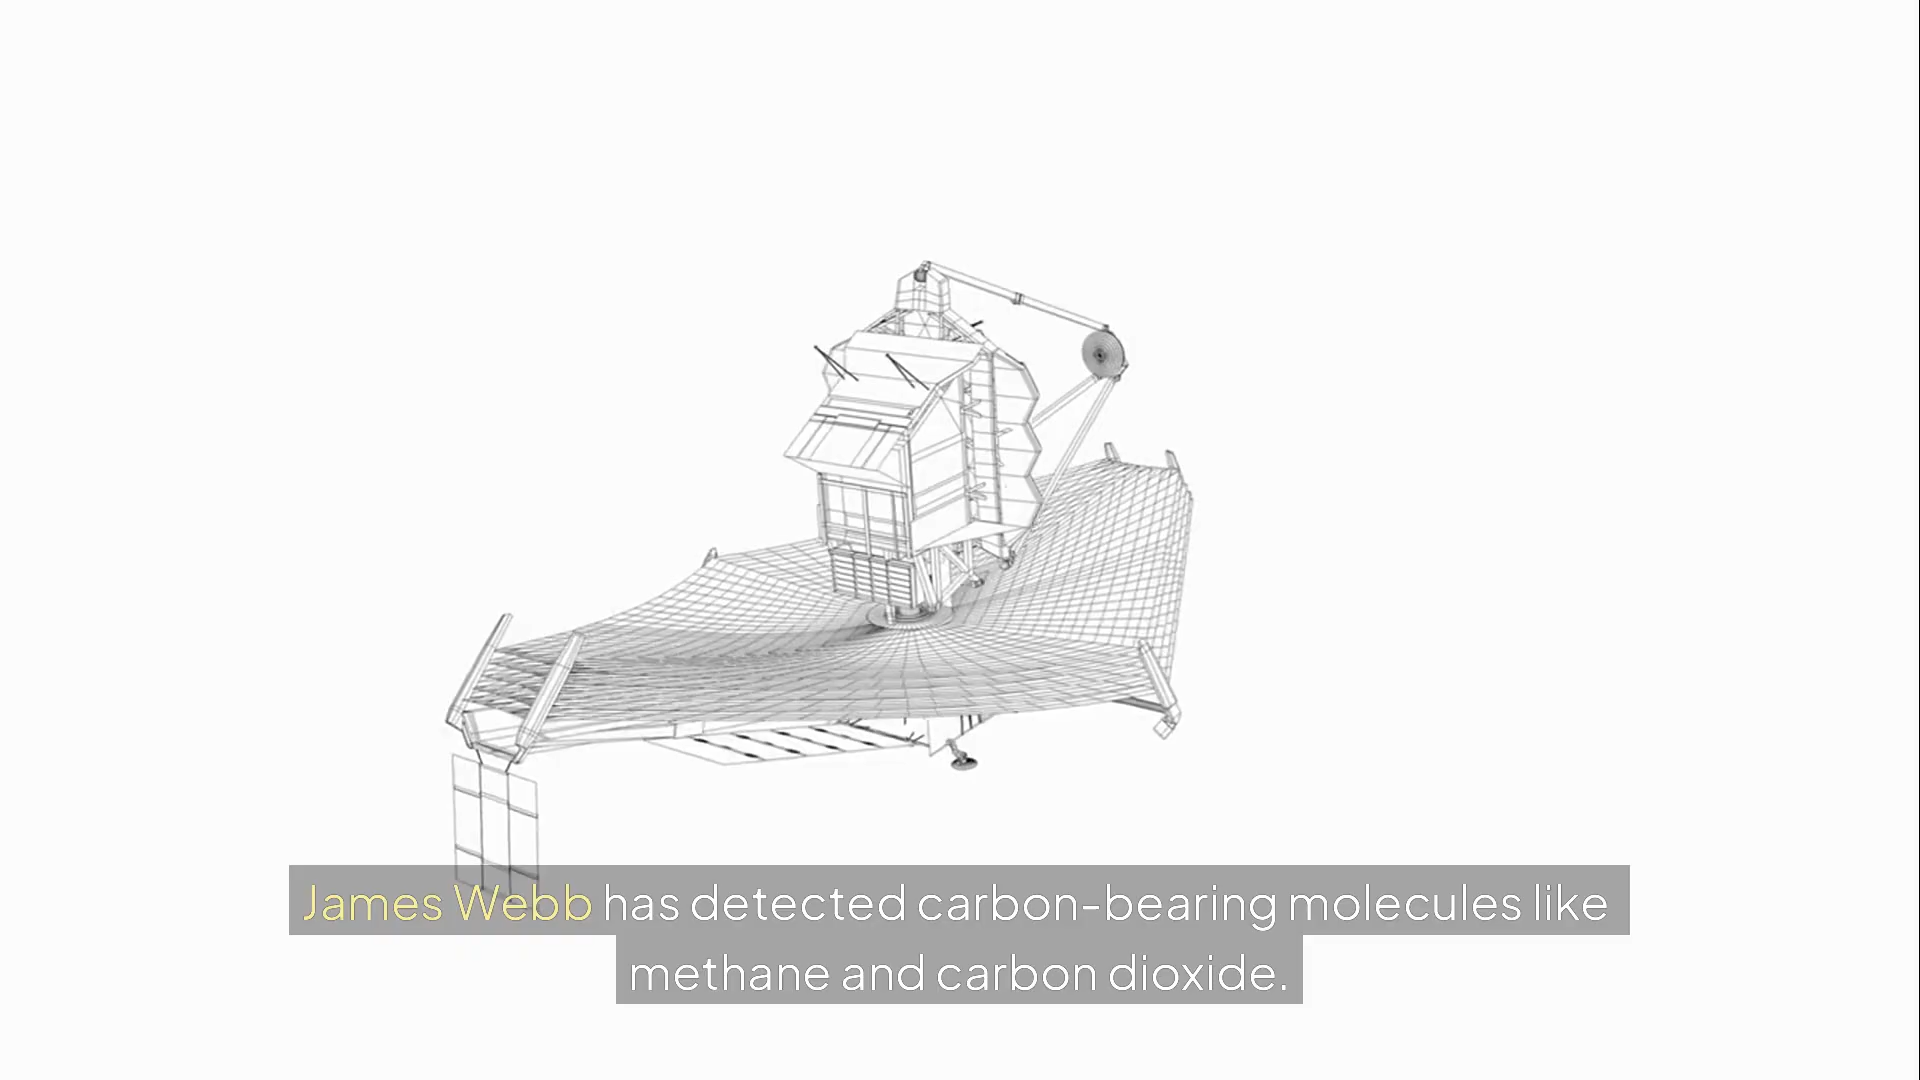 James Webb has detected carbon-bearing molecules like
methane and carbon dioxide.